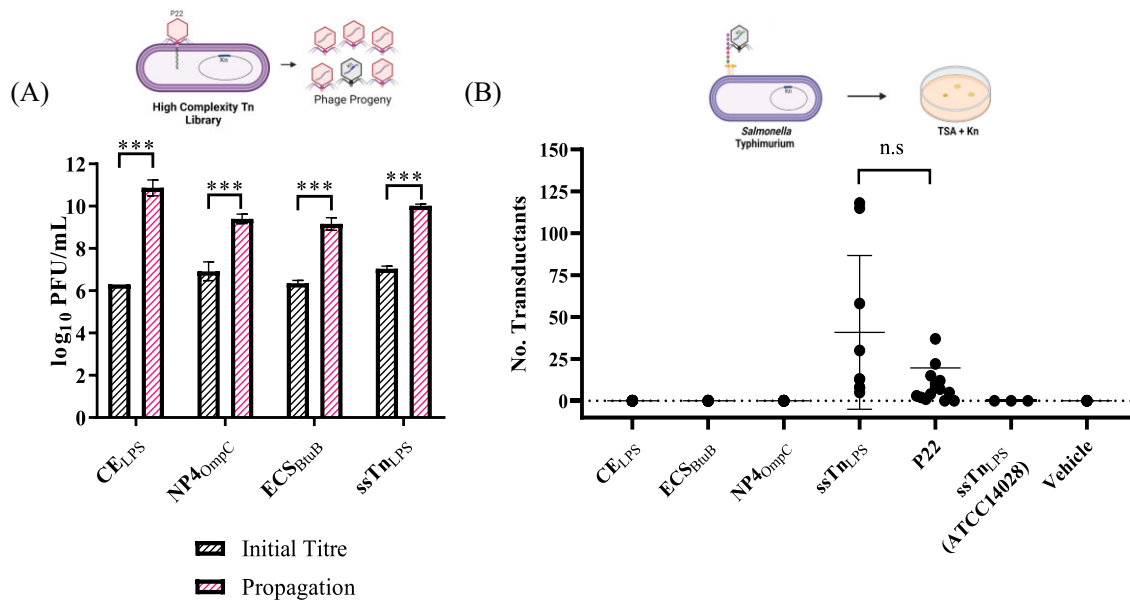 (A)
P22
Kn
High Complexity Tn
Library
Phage Progeny
***
***
***
***
log10 PFU/mL
12
10
8
6
4
2
0
CELPS
NP4OmpC
ECSBtuB
ssTnLPS
Initial Titre
Propagation
(B)
Kn
Salmonella
Typhimurium
TSA + Kn
n.s
No. Transductants
150
125
100
75
50
25
0
CELPS
ECSBtuB
NP4OmpC
ssTnLPS
P22
ssTnLPS
(ATCC14028)
Vehicle